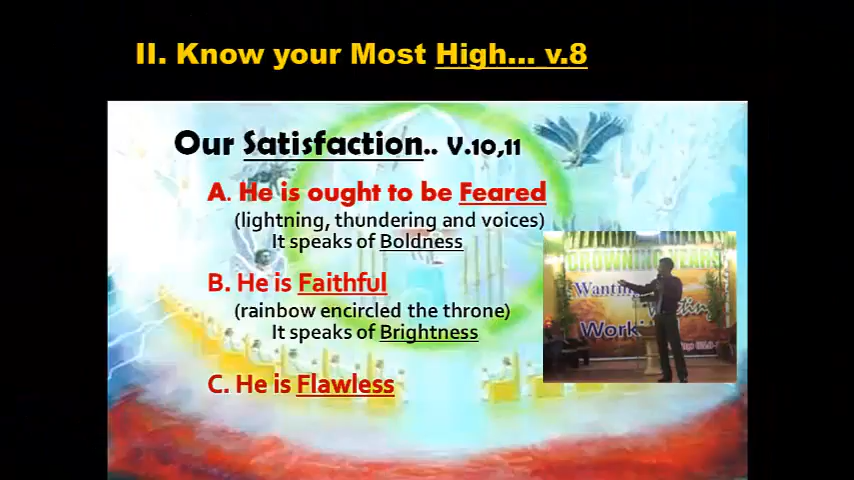 II. Know your Most High... v.8
Our Satisfaction.. V.10,11
A. He is ought to be Feared
(lightning, thundering and voices)
It speaks of Boldness
B. He is Faithful
(rainbow encircled the throne)
It speaks of Brightness
C. He is Flawless
CROWNING YEARS
Wanting
Work